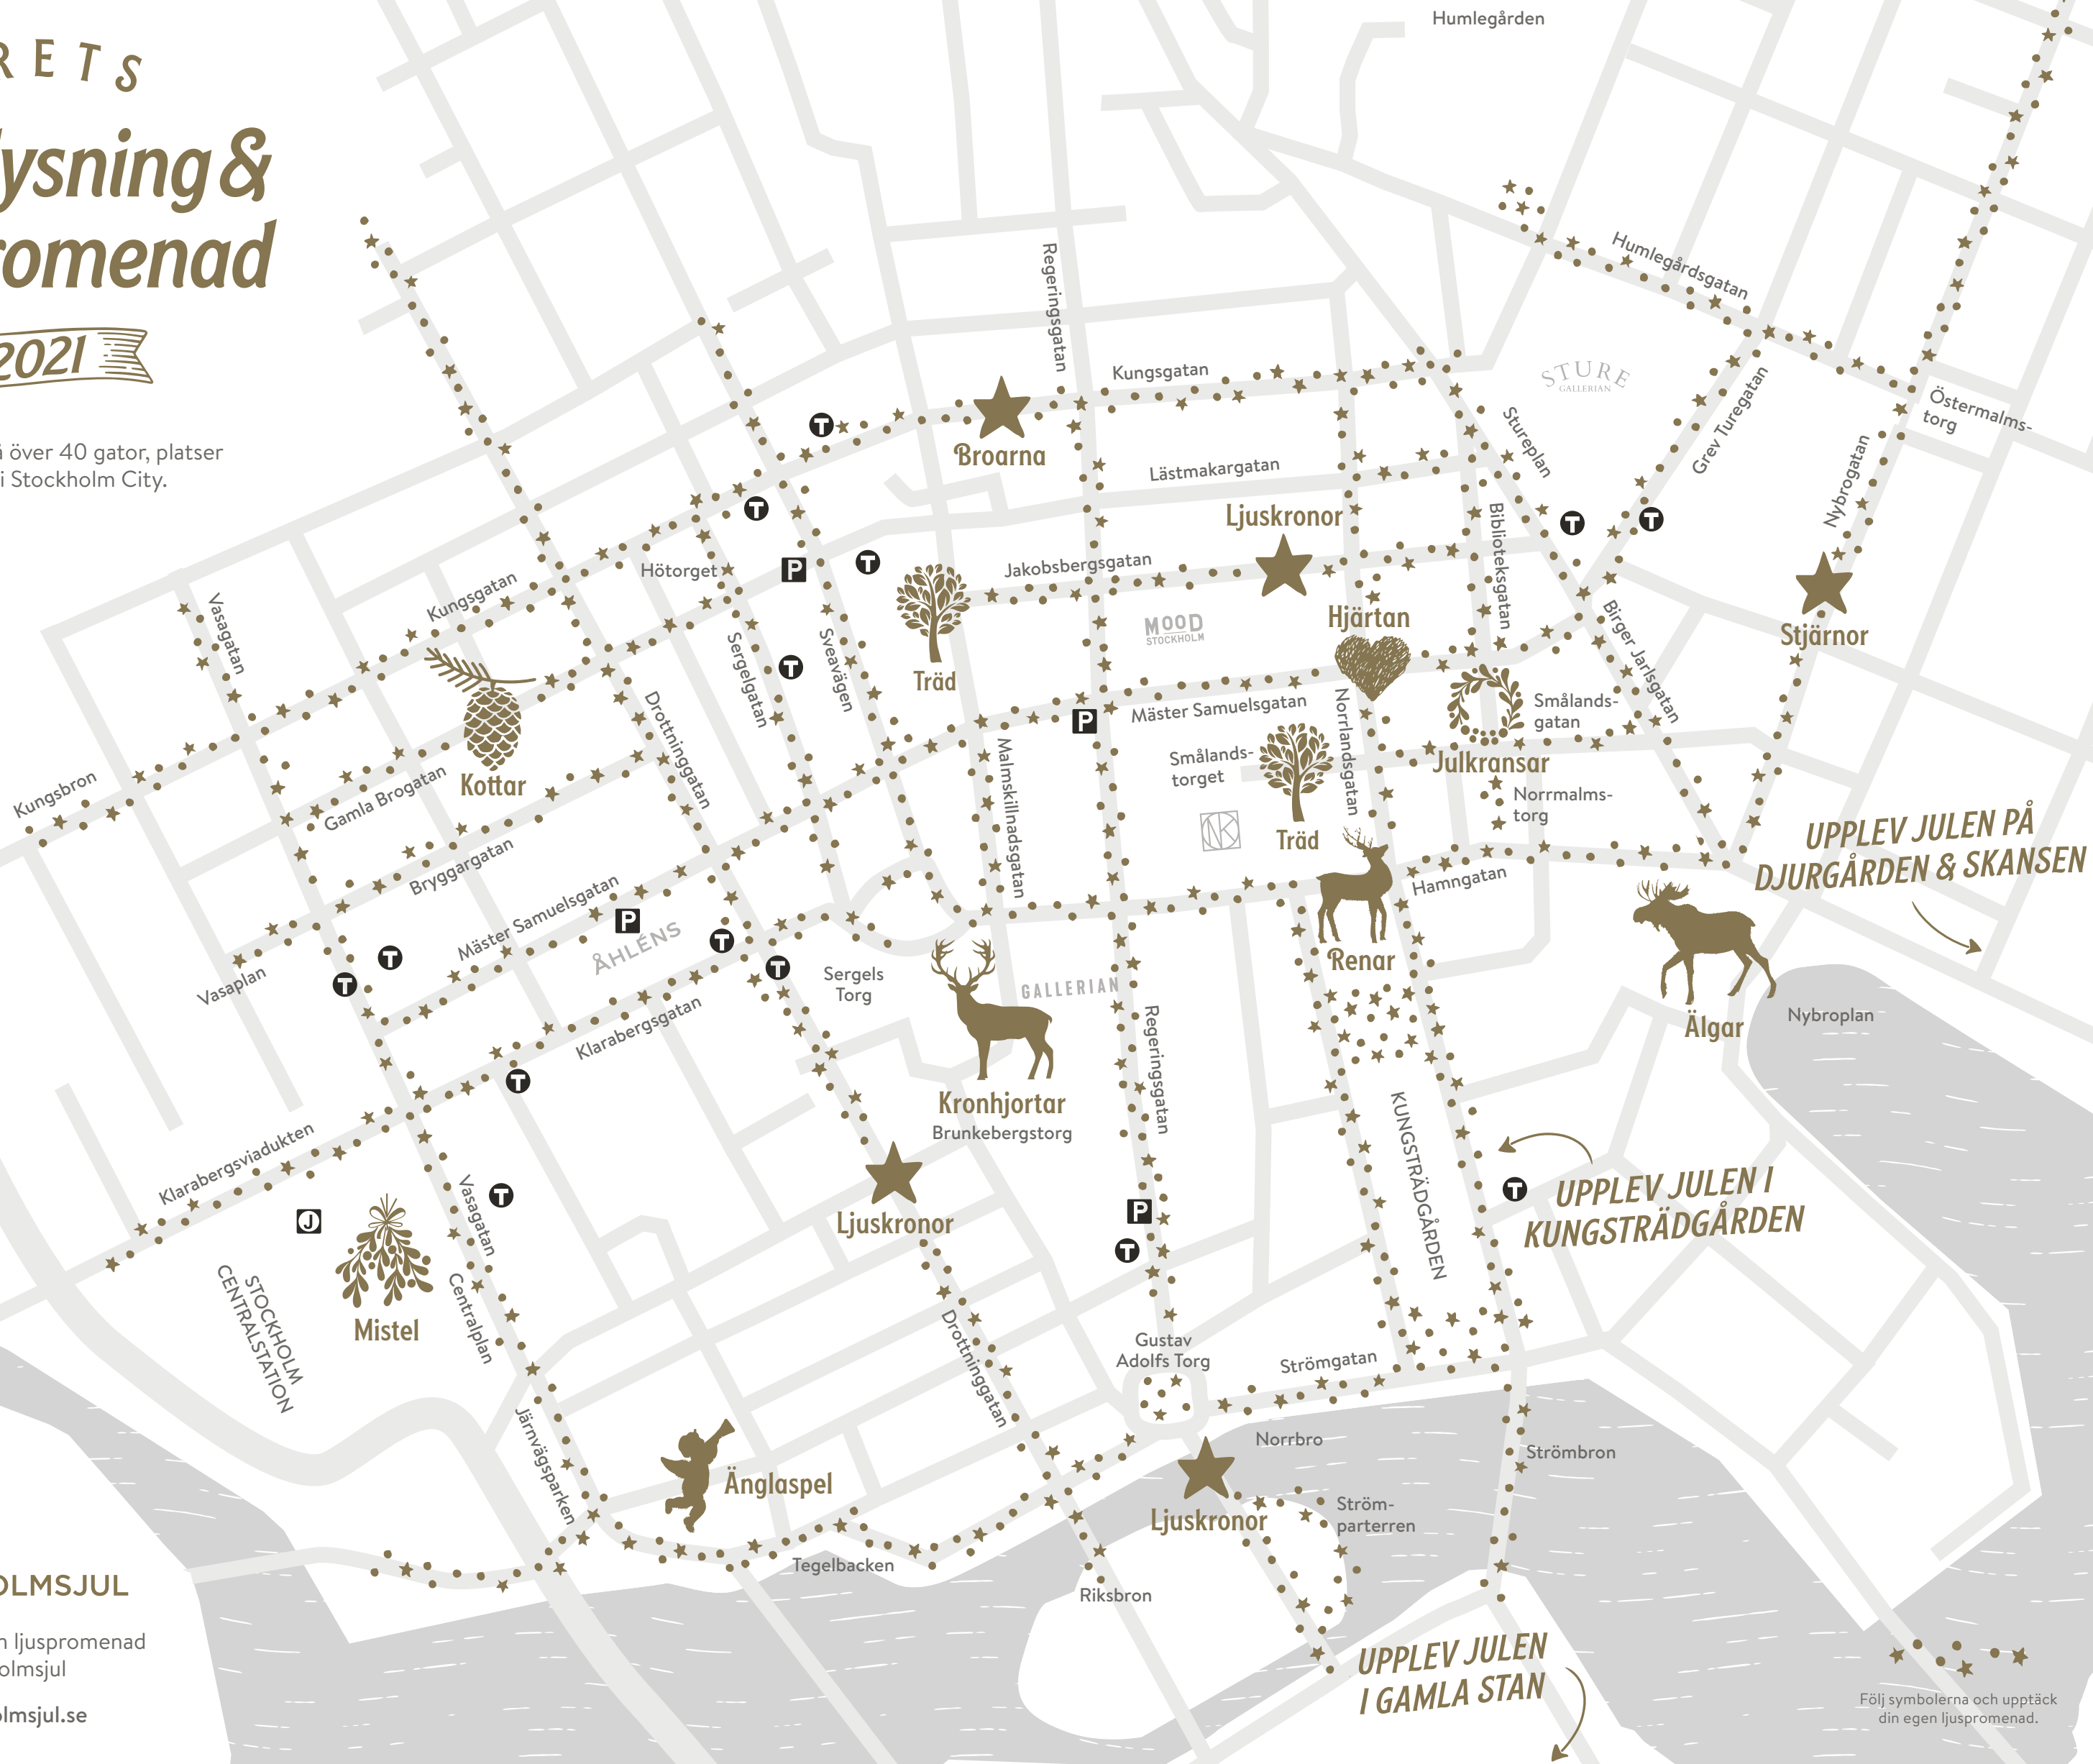 RETS
lysning &
romenad
2021
å över 40 gator, platser
i Stockholm City.
Humlegården
Humlegårdsgatan
Regeringsgatan
Kungsgatan
STURE
GALLERIAN
Östermalms-
torg
Stureplan
Grev Turegatan
Nybrogatan
Broarna
Lästmakargatan
Ljuskronor
Biblioteksgatan
T
T
T
T
T
P
Hötorget
Jakobsbergsgatan
Kungsgatan
Vasagatan
MOOD
STOCKHOLM
Hjärtan
Birger Jarlsgatan
Stjärnor
Sergelgatan
Sveavägen
T
Träd
Drottninggatan
Mäster Samuelsgatan
P
Norrlandsgatan
Smålands-
gatan
Smålands-
torget
Julkransar
Kottar
Kungsbron
Gamla Brogatan
Malmskillnadsgatan
Norrmalms-
torg
NK
Träd
UPPLEV JULEN PÅ
DJURGÅRDEN & SKANSEN
Bryggargatan
Hamngatan
Mäster Samuelsgatan
P
ÅHLÉNS
T
T
T
T
Vasaplan
Sergels
Torg
GALLERIAN
Renar
Älgar
Nybroplan
Klarabergsgatan
T
Regeringsgatan
Kronhjortar
Brunkebergstorg
KUNGSTRÄDGÅRDEN
Klarabergsviadukten
J
Vasagatan
T
P
T
T
UPPLEV JULEN I
KUNGSTRÄDGÅRDEN
Ljuskronor
STOCKHOLM
CENTRALSTATION
Mistel
Centralplan
Drottninggatan
Gustav
Adolfs Torg
Strömgatan
Järnvägsparken
Änglaspel
Norrbro
Strömbron
Ljuskronor
Ström-
parterren
Tegelbacken
Riksbron
OLMSJUL
n ljuspromenad
olmsjul
olmsjul.se
UPPLEV JULEN
I GAMLA STAN
Följ symbolerna och upptäck
din egen ljuspromenad.